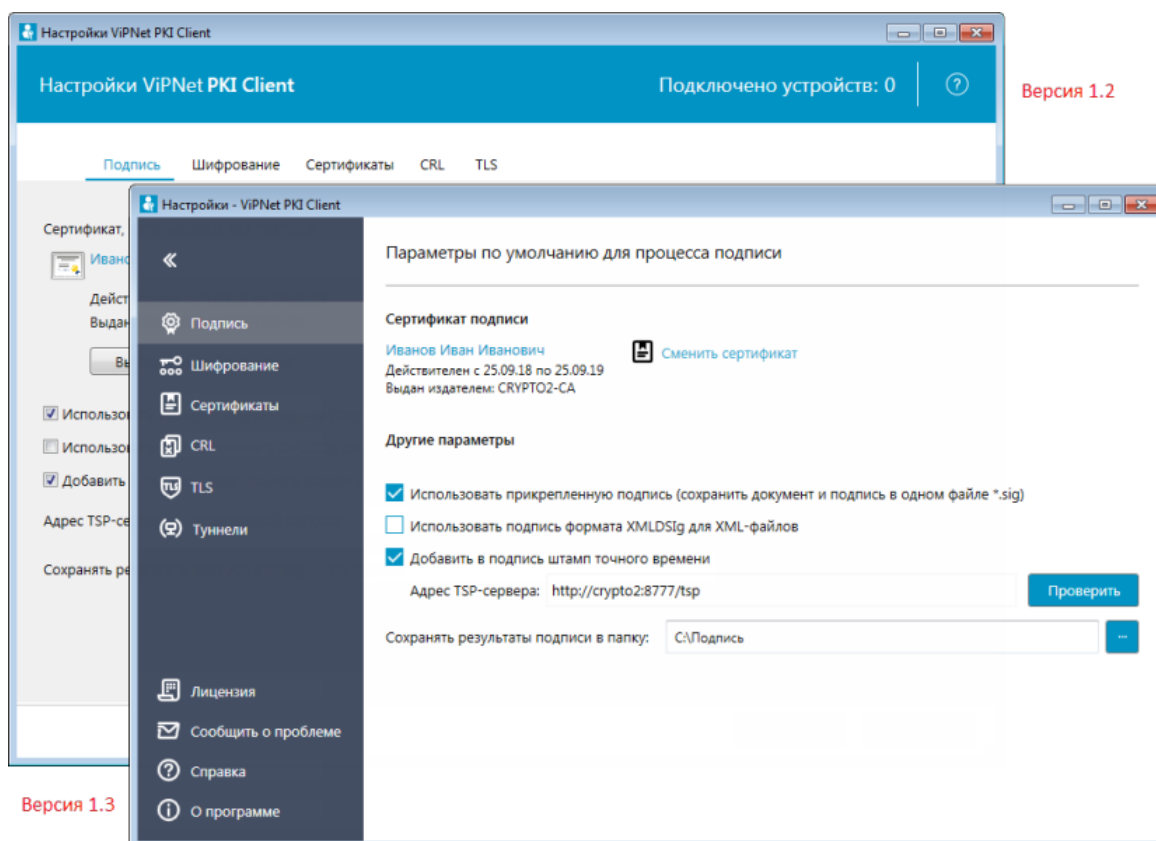 Настройки ViPNet PKI Client
Настройки ViPNet PKI Client
Подключено устройств: 0
?
Версия 1.2
Подпись Шифрование Сертификаты CRL TLS
Сертификат,
Выдан
Адрес TSP-се
Сохранять ре
Добавить
Настройки - ViPNet PKI Client
«
Подпись
Шифрование
Сертификаты
CRL
TLS
Туннели
Лицензия
Сообщить о проблеме
Справка
О программе
Параметры по умолчанию для процесса подписи
Сертификат подписи
Иванов Иван Иванович
Сменить сертификат
Действителен с 25.09.18 по 25.09.19
Выдан издателем: CRYPTO2-CA
Другие параметры
Использовать прикрепленную подпись (сохранить документ и подпись в одном файле *.sig)
Использовать подпись формата XMLDSIg для XML-файлов
Добавить в подпись штамп точного времени
Адрес TSP-сервера: http://crypto2:8777/tsp
Проверить
Сохранять результаты подписи в папку: C:\Подпись
...
Версия 1.3